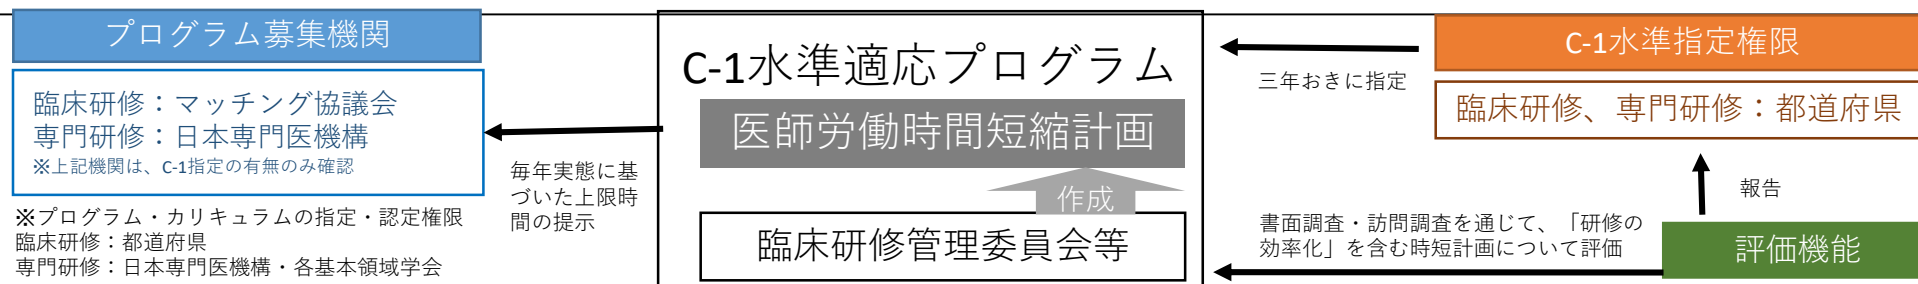 プログラム募集機関
臨床研修：マッチング協議会
専門研修：日本専門医機構
※上記機関は、C-1指定の有無のみ確認
※プログラム・カリキュラムの指定・認定権限
臨床研修：都道府県
専門研修：日本専門医機構・各基本領域学会
毎年実態に基
づいた上限時
間の提示
C-1水準適応プログラム
医師労働時間短縮計画
作成
臨床研修管理委員会等
三年おきに指定
C-1水準指定権限
臨床研修、専門研修：都道府県
報告
書面調査・訪問調査を通じて、「研修の
効率化」を含む時短計画について評価
評価機能